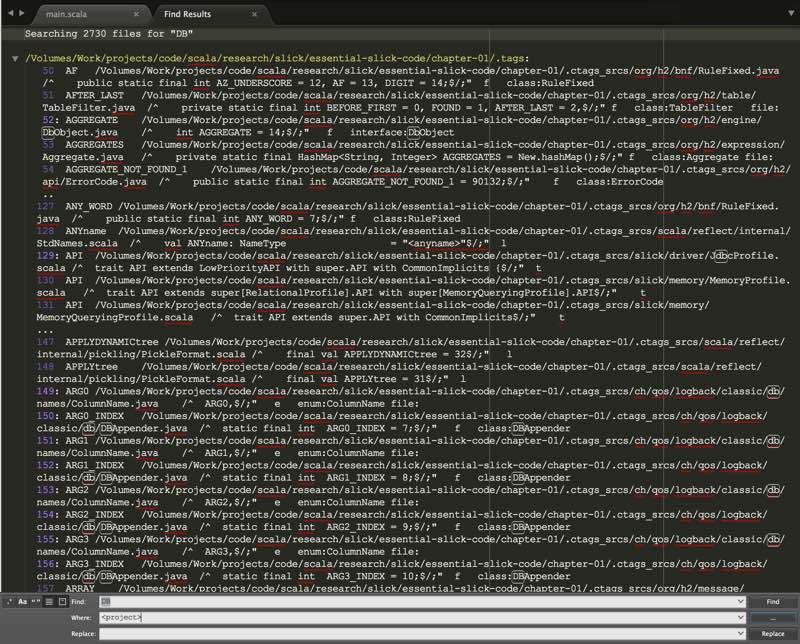 main.scala
Find Results
Searching 2730 files for "DB"
/Volumes/Work/projects/code/scala/research/slick/essential-slick-code/chapter-01/.tags:
50 AF /Volumes/Work/projects/code/scala/research/slick/essential-slick-code/chapter-01/.ctags_srcs/org/h2/bnf/RuleFixed.java
/^ public static final int AZ_UNDERSCORE = 12, AF = 13, DIGIT = 14;$/;" f class:RuleFixed
51 AFTER_LAST /Volumes/Work/projects/code/scala/research/slick/essential-slick-code/chapter-01/.ctags_srcs/org/h2/table/
TableFilter.java /^ private static final int BEFORE_FIRST = 0, FOUND = 1, AFTER_LAST = 2,$/;" f class:TableFilter file:
52: AGGREGATE /Volumes/Work/projects/code/scala/research/slick/essential-slick-code/chapter-01/.ctags_srcs/org/h2/engine/
DbObject.java /^ int AGGREGATE = 14;$/;" f interface:DbObject
53 AGGREGATES /Volumes/Work/projects/code/scala/research/slick/essential-slick-code/chapter-01/.ctags_srcs/org/h2/expression/
Aggregate.java /^ private static final HashMap<String, Integer> AGGREGATES = New.hashMap();$/;" f class:Aggregate file:
54 AGGREGATE_NOT_FOUND_1 /Volumes/Work/projects/code/scala/research/slick/essential-slick-code/chapter-01/.ctags_srcs/org/h2/
api/ErrorCode.java /^ public static final int AGGREGATE_NOT_FOUND_1 = 90132;$/;" f class:ErrorCode
..
127 ANY_WORD /Volumes/Work/projects/code/scala/research/slick/essential-slick-code/chapter-01/.ctags_srcs/org/h2/bnf/RuleFixed.
java /^ public static final int ANY_WORD = 7;$/;" f class:RuleFixed
128 ANYname /Volumes/Work/projects/code/scala/research/slick/essential-slick-code/chapter-01/.ctags_srcs/scala/reflect/internal/
StdNames.scala /^ val ANYname: NameType = "<anyname>"$/;" l
129: API /Volumes/Work/projects/code/scala/research/slick/essential-slick-code/chapter-01/.ctags_srcs/slick/driver/JdbcProfile.
scala /^ trait API extends LowPriorityAPI with super.API with CommonImplicits {$/;" t
130 API /Volumes/Work/projects/code/scala/research/slick/essential-slick-code/chapter-01/.ctags_srcs/slick/memory/MemoryProfile.
scala /^ trait API extends super[RelationalProfile].API with super[MemoryQueryingProfile].API$/;" t
131 API /Volumes/Work/projects/code/scala/research/slick/essential-slick-code/chapter-01/.ctags_srcs/slick/memory/
MemoryQueryingProfile.scala /^ trait API extends super.API with CommonImplicits$/;" t
...
147 APPLYDYNAMICtree /Volumes/Work/projects/code/scala/research/slick/essential-slick-code/chapter-01/.ctags_srcs/scala/reflect/
internal/pickling/PickleFormat.scala /^ final val APPLYDYNAMICtree = 32$/;" l
148 APPLYtree /Volumes/Work/projects/code/scala/research/slick/essential-slick-code/chapter-01/.ctags_srcs/scala/reflect/
internal/pickling/PickleFormat.scala /^ final val APPLYtree = 31$/;" l
149: ARG0 /Volumes/Work/projects/code/scala/research/slick/essential-slick-code/chapter-01/.ctags_srcs/ch/qos/logback/classic/db/
names/ColumnName.java /^ ARG0,$/;" e enum:ColumnName file:
150: ARG0_INDEX /Volumes/Work/projects/code/scala/research/slick/essential-slick-code/chapter-01/.ctags_srcs/ch/qos/logback/
classic/db/DBAppender.java /^ static final int ARG0_INDEX = 7;$/;" f class:DBAppender
151: ARG1 /Volumes/Work/projects/code/scala/research/slick/essential-slick-code/chapter-01/.ctags_srcs/ch/qos/logback/classic/db/
names/ColumnName.java /^ ARG1,$/;" e enum:ColumnName file:
152: ARG1_INDEX /Volumes/Work/projects/code/scala/research/slick/essential-slick-code/chapter-01/.ctags_srcs/ch/qos/logback/
classic/db/DBAppender.java /^ static final int ARG1_INDEX = 8;$/;" f class:DBAppender
153: ARG2 /Volumes/Work/projects/code/scala/research/slick/essential-slick-code/chapter-01/.ctags_srcs/ch/qos/logback/classic/db/
names/ColumnName.java /^ ARG2,$/;" e enum:ColumnName file:
154: ARG2_INDEX /Volumes/Work/projects/code/scala/research/slick/essential-slick-code/chapter-01/.ctags_srcs/ch/qos/logback/
classic/db/DBAppender.java /^ static final int ARG2_INDEX = 9;$/;" f class:DBAppender
155: ARG3 /Volumes/Work/projects/code/scala/research/slick/essential-slick-code/chapter-01/.ctags_srcs/ch/qos/logback/classic/db/
names/ColumnName.java /^ ARG3,$/;" e enum:ColumnName file:
156: ARG3_INDEX /Volumes/Work/projects/code/scala/research/slick/essential-slick-code/chapter-01/.ctags_srcs/ch/qos/logback/
classic/db/DBAppender.java /^ static final int ARG3_INDEX = 10;$/;" f class:DBAppender
157 ARRAY /Volumes/Work/projects/code/scala/research/slick/essential-slick-code/chapter-01/.ctags_srcs/org/h2/message/
.* Aa “” Find: DB Find
Where: <project> ...
Replace: Replace